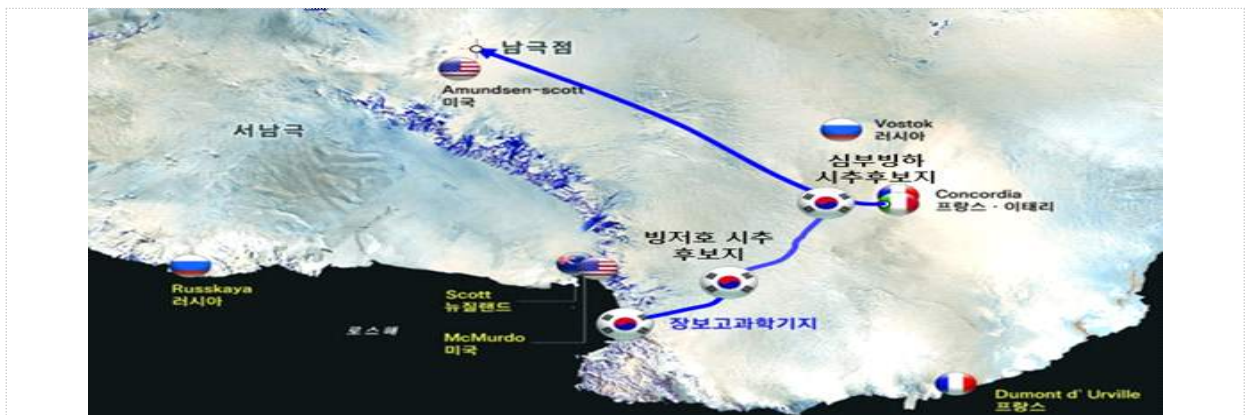 남극점
Amundsen-scott
미국
서남극
Vostok
러시아
심부빙하
시추후보지
Concordia
프랑스·이태리
빙저호 시추
후보지
Russkaya
러시아
Scott
뉴질랜드
로스해
McMurdo
미국
장보고과학기지
Dumont d' Urville
프랑스